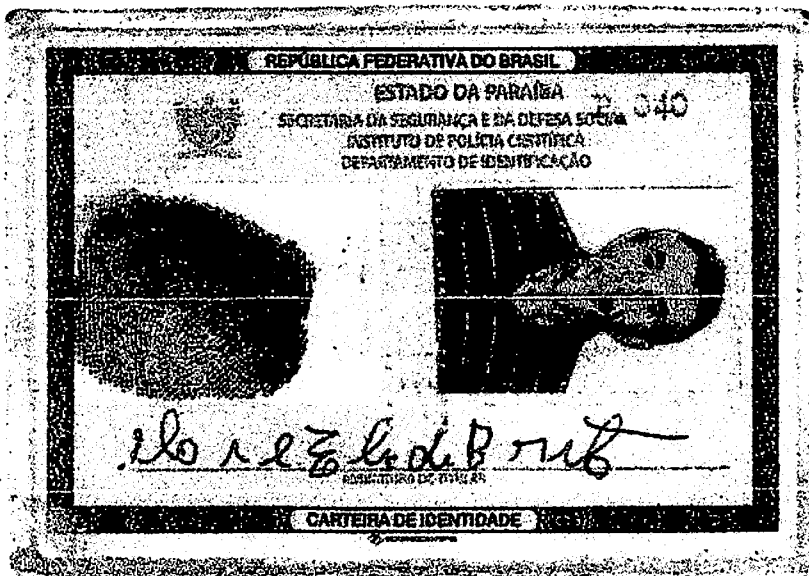 REPÚBLICA FEDERATIVA DO BRASIL
ESTADO DA PARAÍBA
040
SECRETARIA DA SEGURANÇA E DA DEFESA SOCIAL
INSTITUTO DE POLÍCIA CIENTÍFICA
DEPARTAMENTO DE IDENTIFICAÇÃO
ASSINATURA DO TITULAR
CARTEIRA DE IDENTIDADE